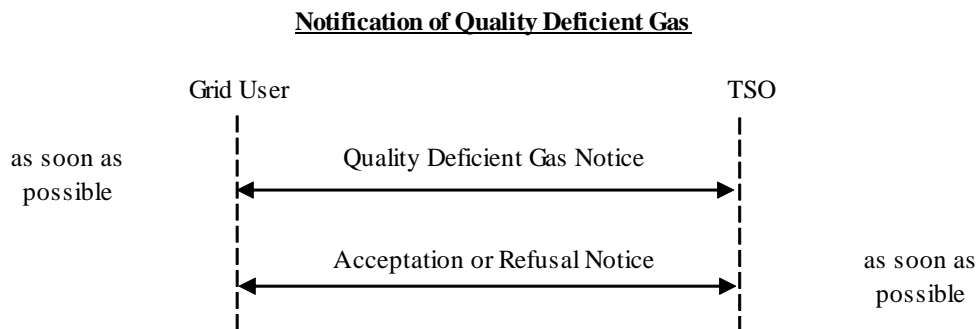 Notification of Quality Deficient Gas
Grid User
TSO
as soon as
possible
Quality Deficient Gas Notice
Acceptation or Refusal Notice
as soon as
possible